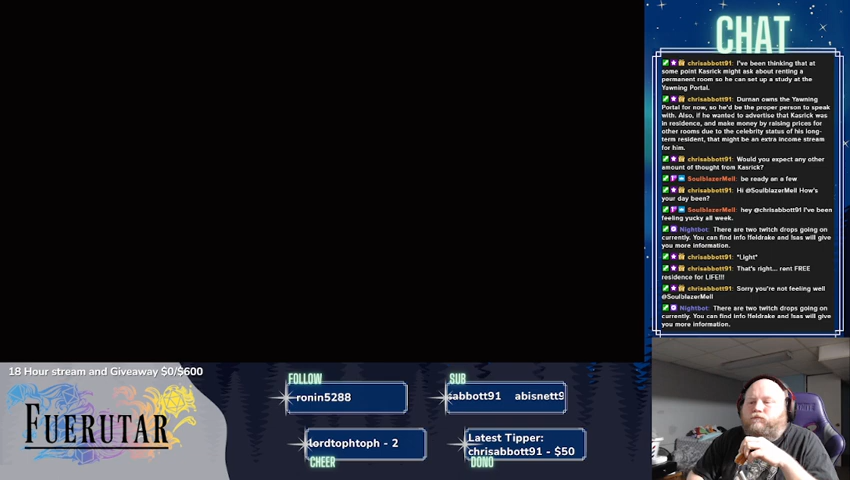 CHAT
chrisabbott91: I've been thinking that at
some point Kasrick might ask about renting a
permanent room so he can set up a study at the
Yawning Portal.
chrisabbott91: Durnan owns the Yawning
Portal for now, so he'd be the proper person to speak
with. Also, if he wanted to advertise that Kasrick was
in residence, and make money by raising prices for
other rooms due to the celebrity status of his long-
term resident, that might be an extra income stream
for him.
chrisabbott91: Would you expect any other
amount of thought from Kasrick?
SoulblazerMell: be ready an a few
chrisabbott91: Hi @SoulblazerMell How's
your day been?
SoulblazerMell: hey @chrisabbott91 I've been
feeling yucky all week.
Nightbot: There are two twitch drops going on
currently. You can find info !feldrake and !sas will give
you more information.
chrisabbott91: *Light*
chrisabbott91: That's right... rent FREE
residence for LIFE!!!
chrisabbott91: Sorry you're not feeling well
@SoulblazerMell
Nightbot: There are two twitch drops going on
currently. You can find info !feldrake and !sas will give
you more information.
18 Hour stream and Giveaway $0/$600
FUERUTAR
FOLLOW
ronin5288
SUB
sabbott91 abisnett9
lordtophtoph - 2
CHEER
Latest Tipper:
chrisabbott91 - $50
DONO